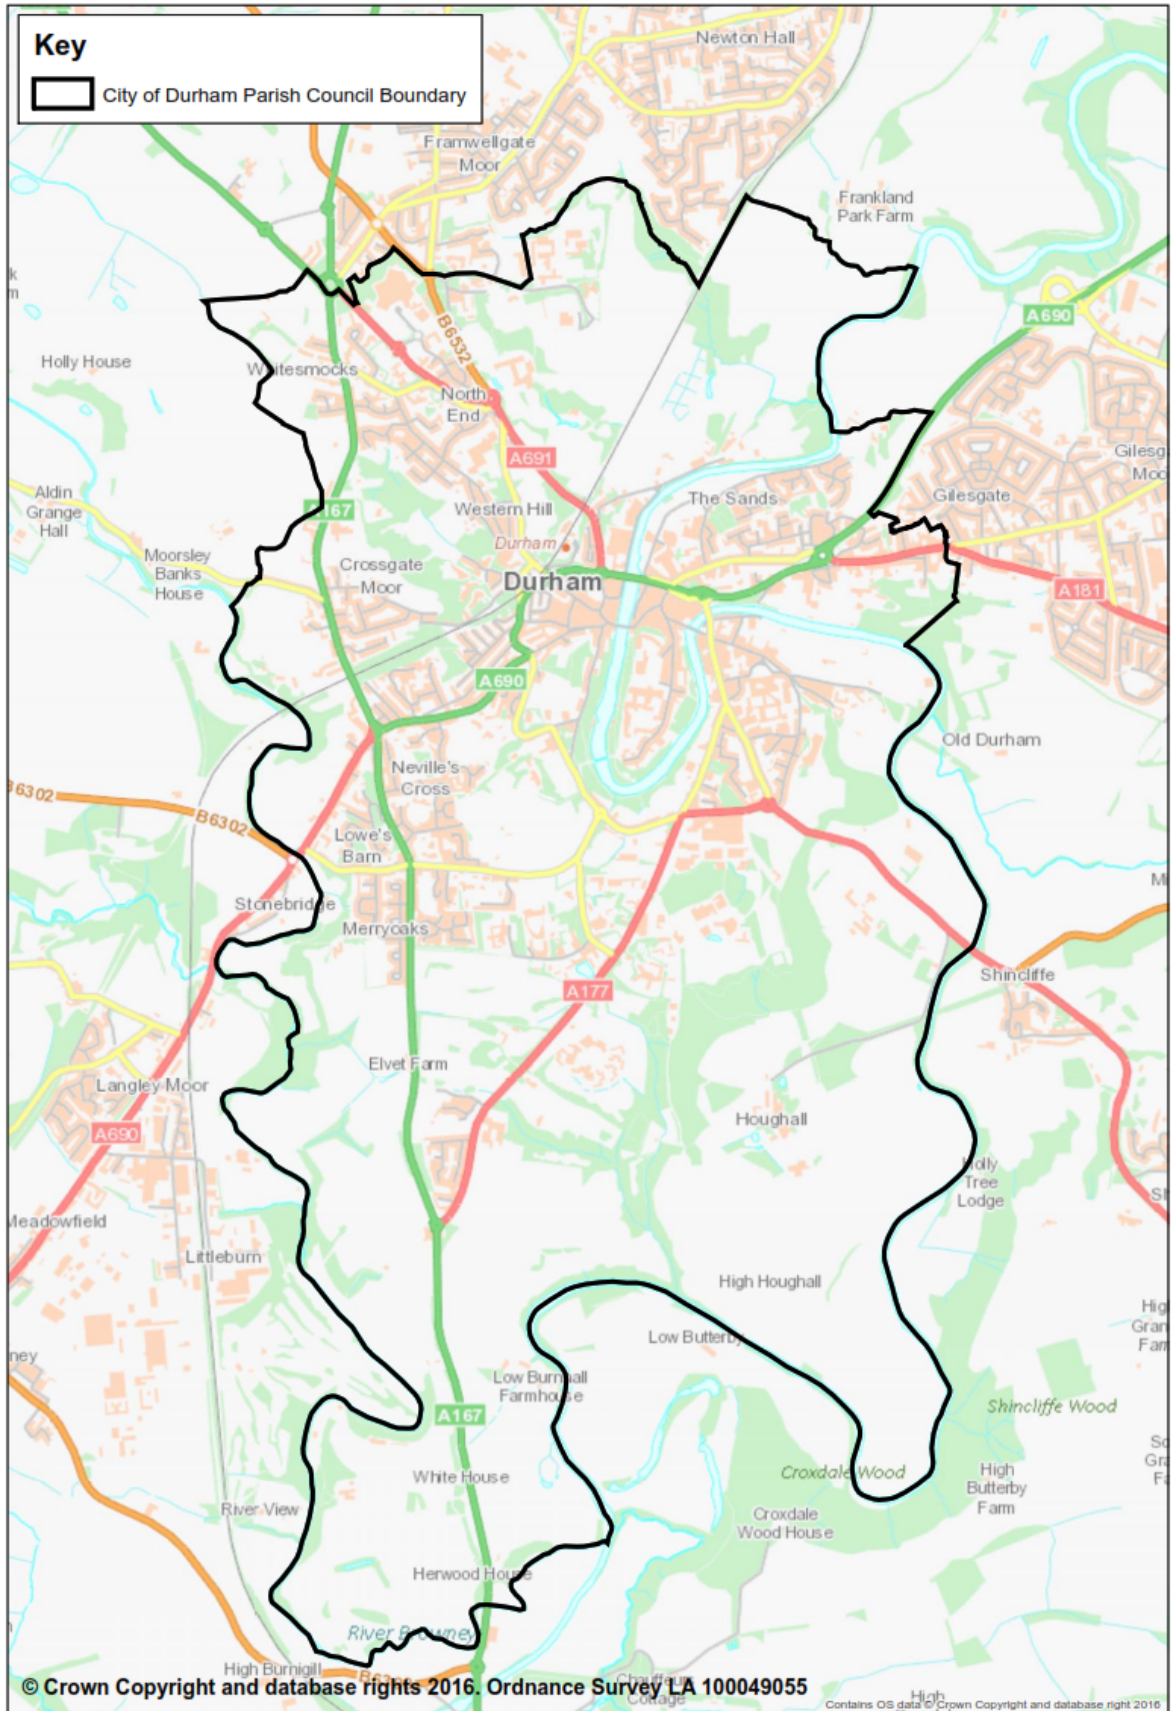 Key
City of Durham Parish Council Boundary
Newton Hall
Framwellgate
Moor
Frankland
Park Farm
A690
Holly House
Whitesmocks
B6532
North
End
A691
Gilesgate
Aldin
Grange
Hall
A167
Western Hill
The Sands
Durham
Moorsley
Banks
House
Crossgate
Moor
Durham
A181
A690
Old Durham
Neville's
Cross
B6302
B6302
Lowe's
Barn
Stonebridge
Merryoaks
Shincliffe
A177
Elvet Farm
Langley Moor
Houghall
A690
Holly
Tree
Lodge
Meadowfield
Littleburn
High Houghall
Low Butterby
Low Burnhall
Farmhouse
A167
Shincliffe Wood
White House
Croxdale Wood
High
Butterby
Farm
River View
Croxdale
Wood House
Herwood House
River Browney
High Burnigill
Chauffeurs
Cottage
High
© Crown Copyright and database rights 2016. Ordnance Survey LA 100049055
Contains OS data © Crown Copyright and database right 2016